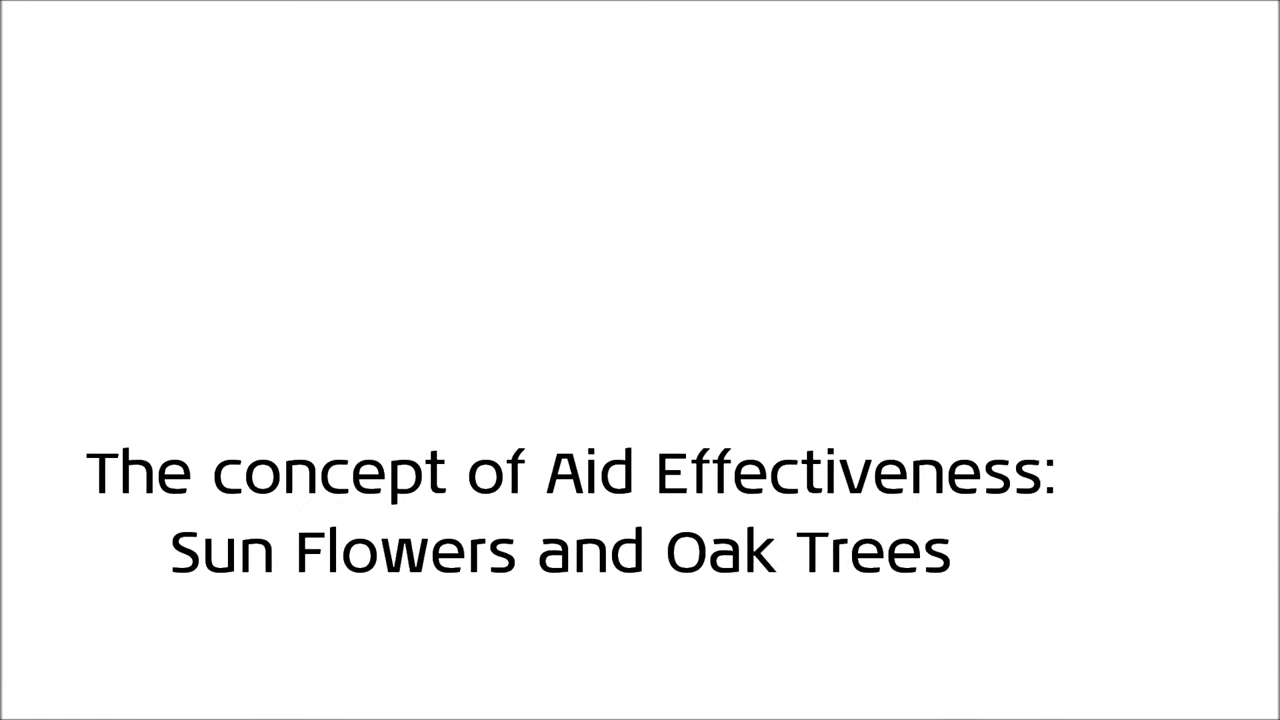 The concept of Aid Effectiveness:
Sun Flowers and Oak Trees